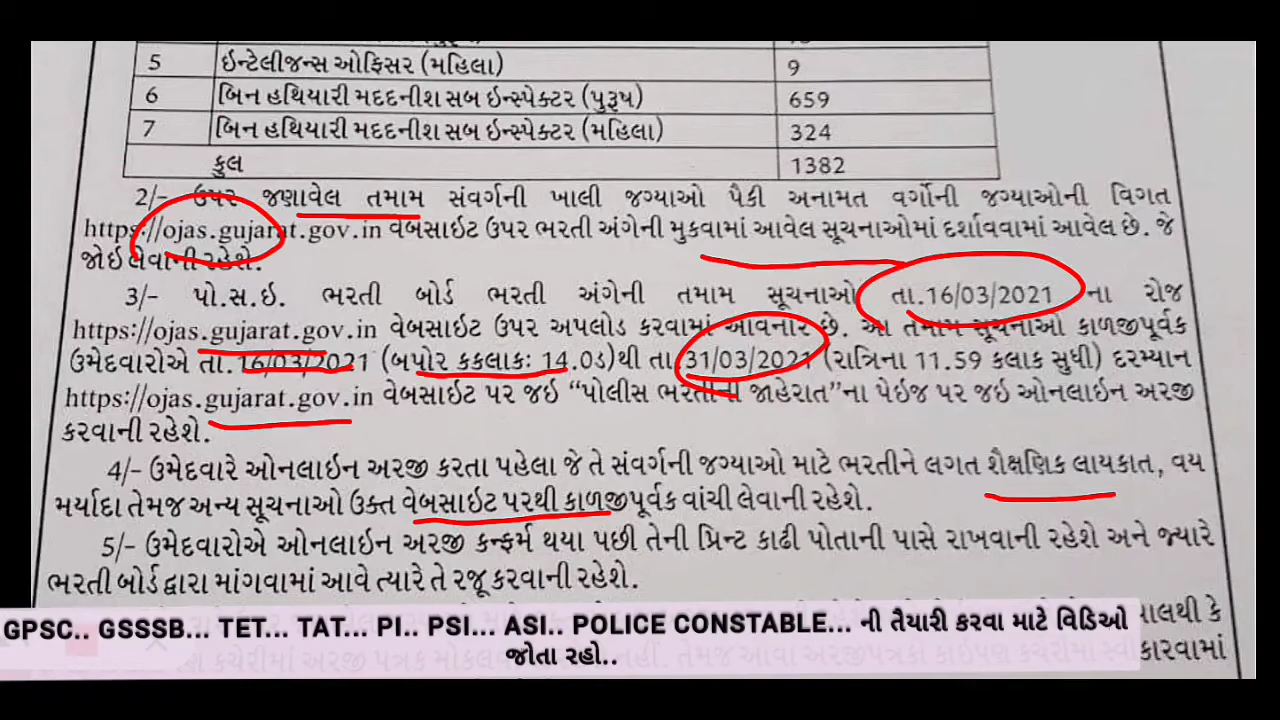 5 ઇન્ટેલીજન્સ ઓફિસર (મહિલા) 9
6 બિન હથિયારી મદદનીશ સબ ઇન્સ્પેક્ટર (પુરૂષ) 659
7 બિન હથિયારી મદદનીશ સબ ઇન્સ્પેક્ટર (મહિલા) 324
કુલ 1382
2/- ઉપર જણાવેલ તમામ સંવર્ગની ખાલી જગ્યાઓ પૈકી અનામત વર્ગોની જગ્યાઓની વિગત
https://ojas.gujarat.gov.in વેબસાઇટ ઉપર ભરતી અંગેની મુકવામાં આવેલ સૂચનાઓમાં દર્શાવવામાં આવેલ છે. જે
જોઇ લેવાની રહેશે.
3/- પો.સ.ઇ. ભરતી બોર્ડ ભરતી અંગેની તમામ સૂચનાઓ તા.16/03/2021 ના રોજ
https://ojas.gujarat.gov.in વેબસાઇટ ઉપર અપલોડ કરવામાં આવનાર છે. આ તમામ સૂચનાઓ કાળજીપૂર્વક
ઉમેદવારોએ તા.16/03/2021 (બપોર કકલાકઃ 14.0ડ)થી તા.31/03/2021 (રાત્રિના 11.59 કલાક સુધી) દરમ્યાન
https://ojas.gujarat.gov.in વેબસાઈટ પર જઇ “પોલીસ ભરતીની જાહેરાત”ના પેઇજ પર જઇ ઓનલાઇન અરજી
કરવાની રહેશે.
4/- ઉમેદવારે ઓનલાઇન અરજી કરતા પહેલા જે તે સંવર્ગની જગ્યાઓ માટે ભરતીને લગત શૈક્ષણિક લાયકાત, વય
મર્યાદા તેમજ અન્ય સૂચનાઓ ઉક્ત વેબસાઇટ પરથી કાળજીપૂર્વક વાંચી લેવાની રહેશે.
5/- ઉમેદવારોએ ઓનલાઇન અરજી કન્ફર્મ થયા પછી તેની પ્રિન્ટ કાઢી પોતાની પાસે રાખવાની રહેશે અને જ્યારે
ભરતી બોર્ડ દ્વારા માંગવામાં આવે ત્યારે તે રજૂ કરવાની રહેશે.
GPSC.. GSSSB... TET... TAT... PI.. PSI... ASI.. POLICE CONSTABLE... ની તૈયારી કરવા માટે વિડિઓ
જોતા રહો..